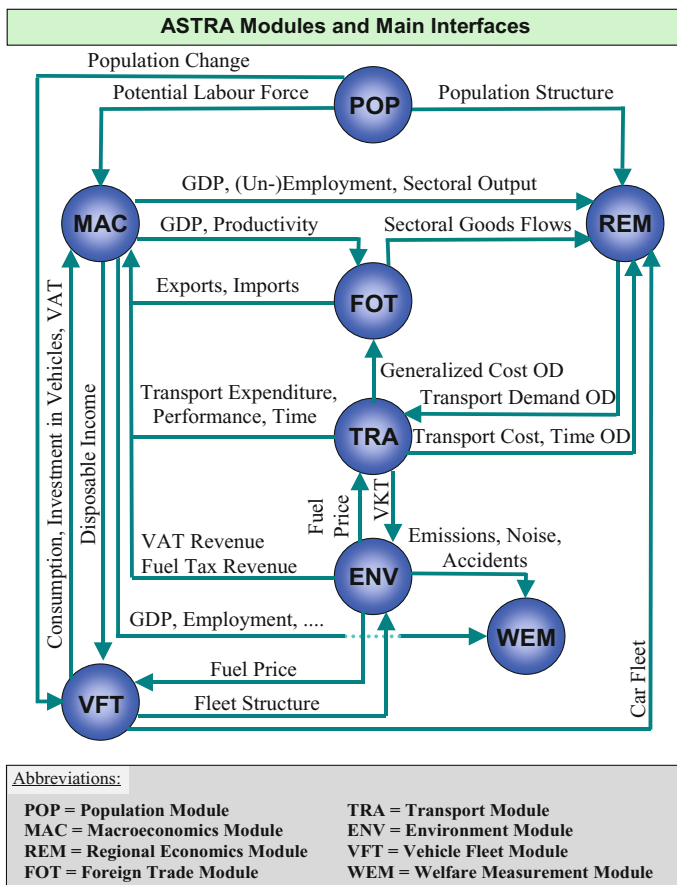 ASTRA Modules and Main Interfaces
Population Change
Potential Labour Force
POP
Population Structure
GDP, (Un-)Employment, Sectoral Output
MAC
REM
GDP, Productivity
Sectoral Goods Flows
FOT
Exports, Imports
Generalized Cost OD
Transport Expenditure,
Performance, Time
Transport Demand OD
TRA
Transport Cost, Time OD
Consumption, Investment in Vehicles, VAT
Disposable Income
Fuel
Price
VKT
VAT Revenue
Fuel Tax Revenue
Emissions, Noise,
Accidents
ENV
GDP, Employment, ....
WEM
Fuel Price
VFT
Fleet Structure
Car Fleet
Abbreviations:
POP = Population Module
TRA = Transport Module
MAC = Macroeconomics Module
ENV = Environment Module
REM = Regional Economics Module
VFT = Vehicle Fleet Module
FOT = Foreign Trade Module
WEM = Welfare Measurement Module